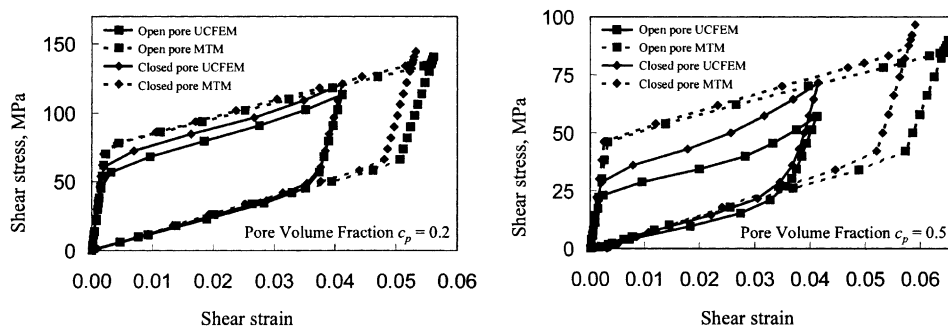 Shear stress, MPa
150
100
50
0
Open pore UCFEM
Open pore MTM
Closed pore UCFEM
Closed pore MTM
Pore Volume Fraction cp = 0.2
0.00 0.01 0.02 0.03 0.04 0.05 0.06
Shear strain
Shear stress, MPa
100
75
50
25
0
Open pore UCFEM
Open pore MTM
Closed pore UCFEM
Closed pore MTM
Pore Volume Fraction cp = 0.5
0.00 0.01 0.02 0.03 0.04 0.05 0.06
Shear strain